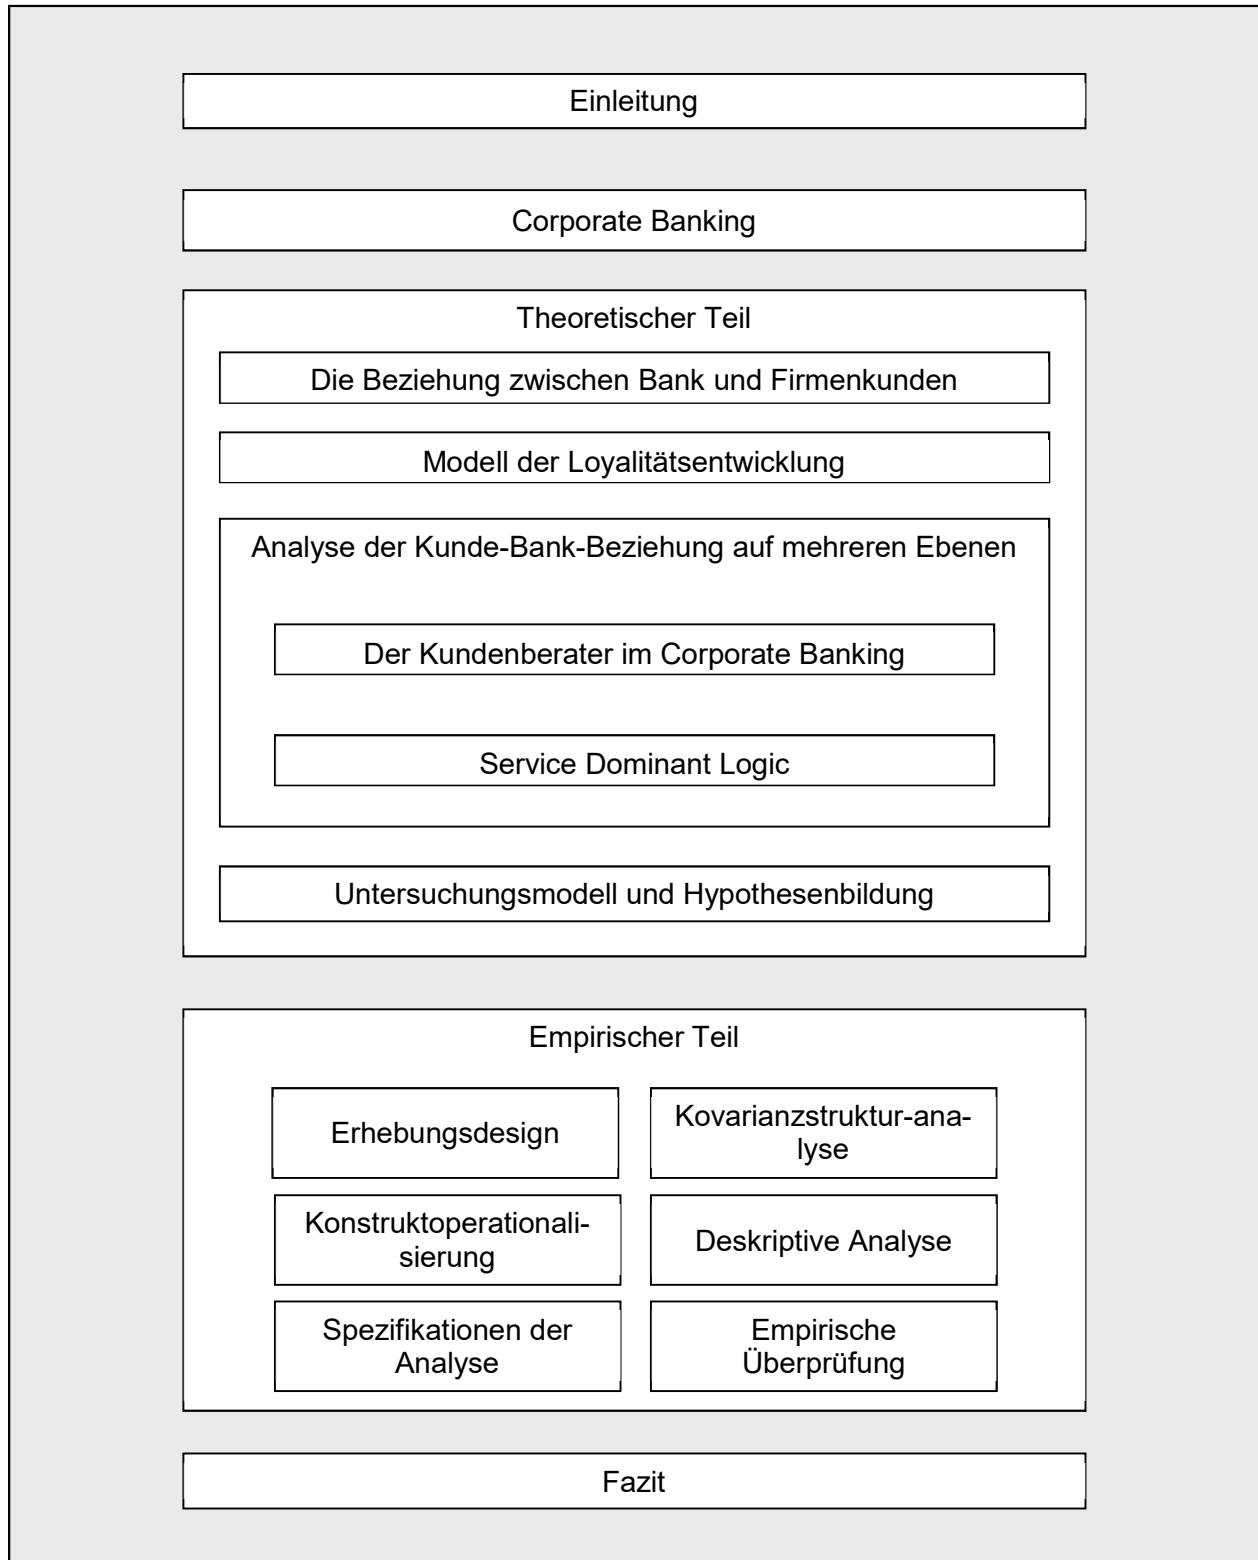 Einleitung
Corporate Banking
Theoretischer Teil
Die Beziehung zwischen Bank und Firmenkunden
Modell der Loyalitätsentwicklung
Analyse der Kunde-Bank-Beziehung auf mehreren Ebenen
Der Kundenberater im Corporate Banking
Service Dominant Logic
Untersuchungsmodell und Hypothesenbildung
Empirischer Teil
Erhebungsdesign
Kovarianzstruktur-ana-
lyse
Konstruktoperationali-
sierung
Deskriptive Analyse
Spezifikationen der
Analyse
Empirische
Überprüfung
Fazit